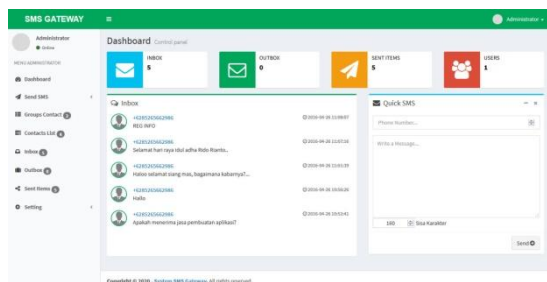 SMS GATEWAY
Administrator
Administrator
Online
Dashboard Control panel
INBOX
5
OUTBOX
0
SENT ITEMS
5
USERS
1
MENU ADMINISTRATOR
Dashboard
Send SMS
Groups Contact
Contacts List
Inbox
Outbox
Sent Items
Setting
Inbox
+6285265662986
REG INFO
+6285265662986
Selamat hari raya idul adha Rido Rianto..
+6285265662986
Haloo selamat siang mas, bagaimana kabarnya?...
+6285265662986
Hallo
+6285265662986
Apakah menerima jasa pembuatan aplikasi?
Quick SMS
Phone Number...
Write a Message...
160 Sisa Karakter
Send
Copyright © 2020 SMS Gateway. All rights reserved.